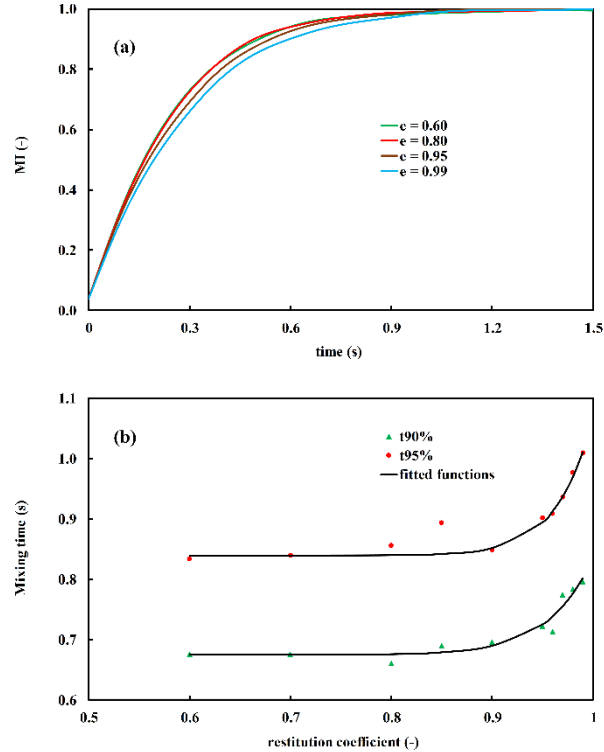 (a)
1.0
0.8
0.6
0.4
0.2
0.0
MI (-)
e = 0.60
e = 0.80
e = 0.95
e = 0.99
0
0.3
0.6
0.9
1.2
1.5
time (s)
(b)
1.1
1.0
0.9
0.8
0.7
0.6
Mixing time (s)
t90%
t95%
fitted functions
0.5
0.6
0.7
0.8
0.9
1
restitution coefficient (-)